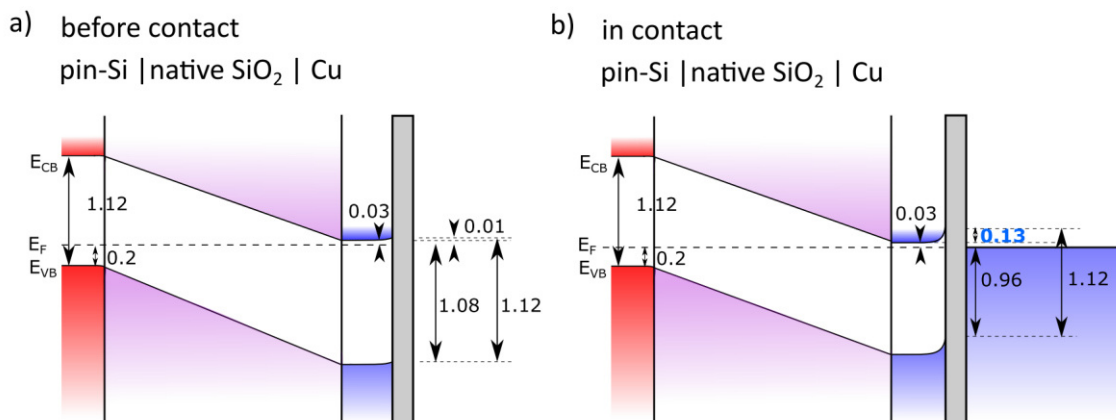 a) before contact
pin-Si |native SiO₂ | Cu
E_CB
1.12
E_F
E_VB
0.2
0.03
0.01
1.08
1.12
b) in contact
pin-Si |native SiO₂ | Cu
E_CB
1.12
E_F
E_VB
0.2
0.03
0.13
0.96
1.12